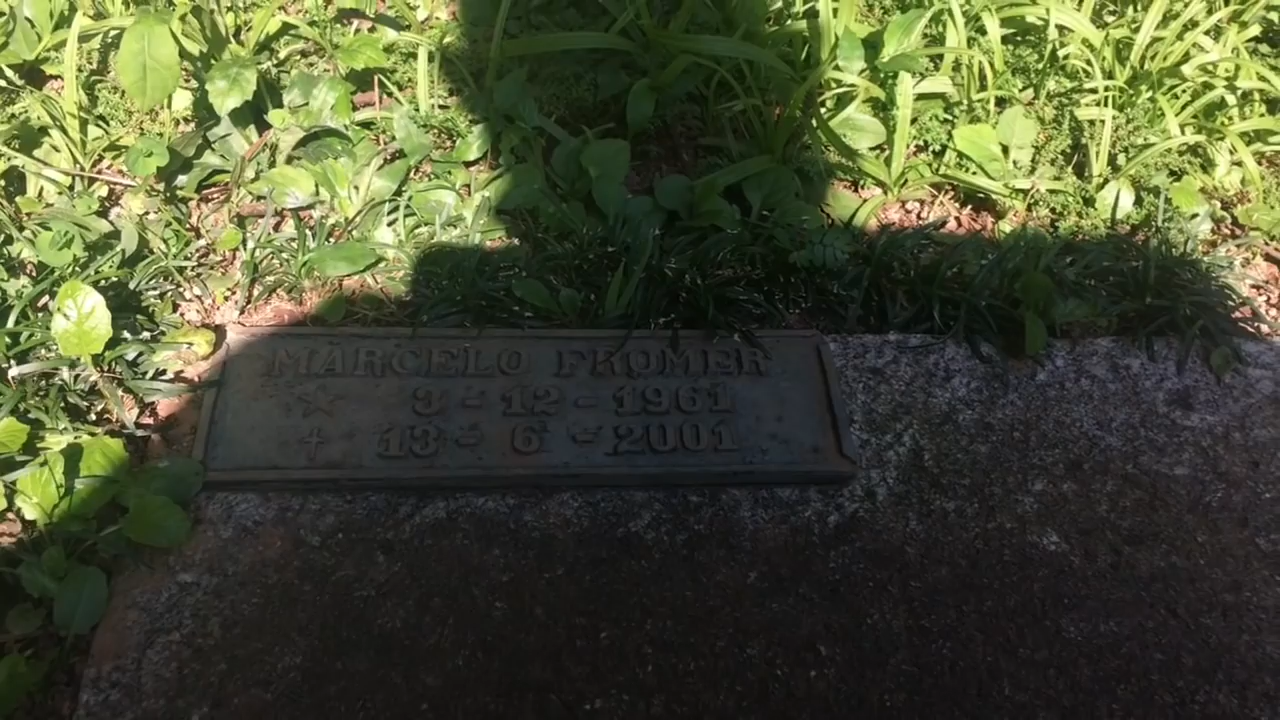 MARCELO FROMER
☆ 3 - 12 - 1961
✝ 13 - 6 - 2001